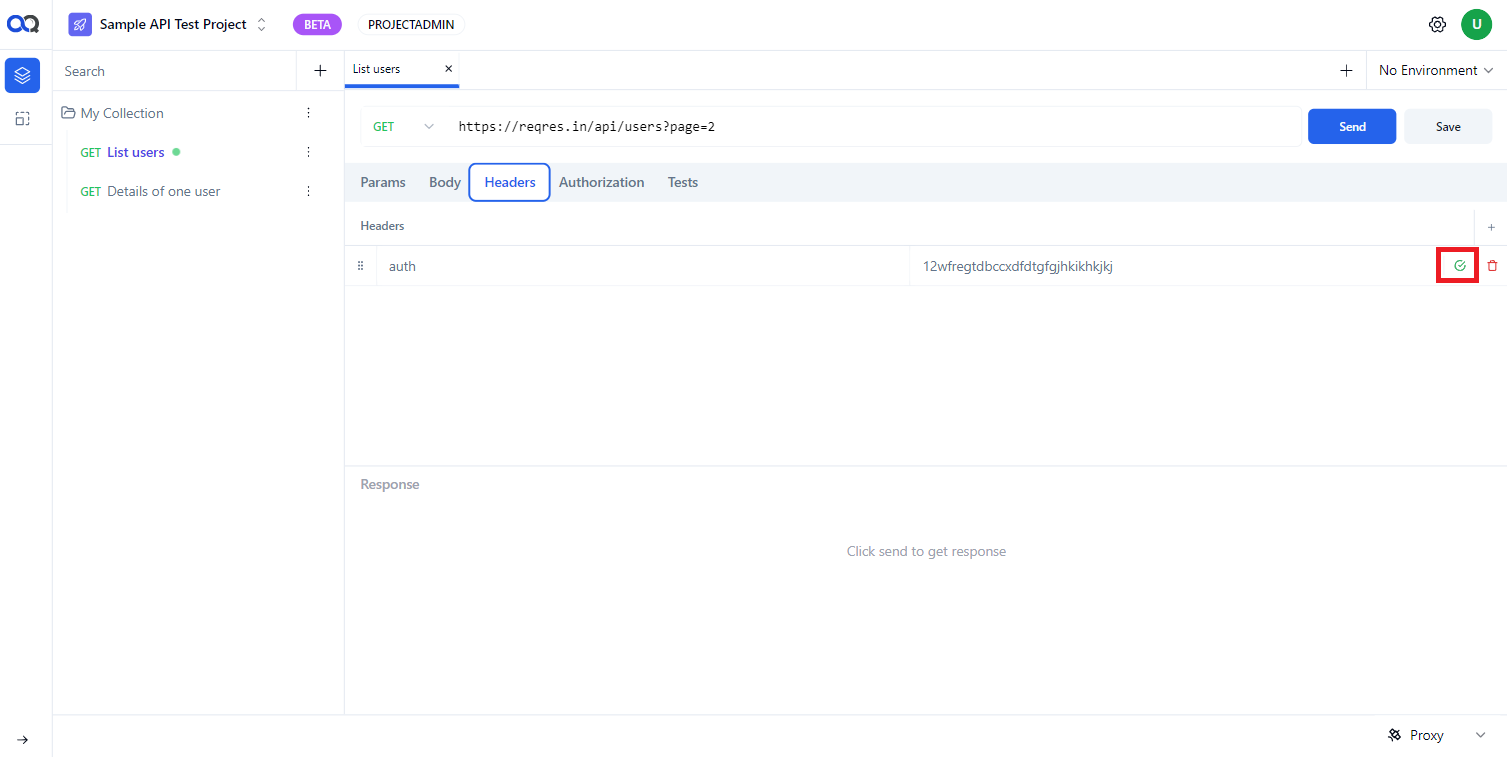 Sample API Test Project
BETA
PROJECTADMIN
U
Search
List users
No Environment
My Collection
GET List users
GET Details of one user
GET
https://reqres.in/api/users?page=2
Send
Save
Params
Body
Headers
Authorization
Tests
Headers
auth
12wfregtdbccxdfdtgfgjhkikhkjkj
Response
Click send to get response
Proxy